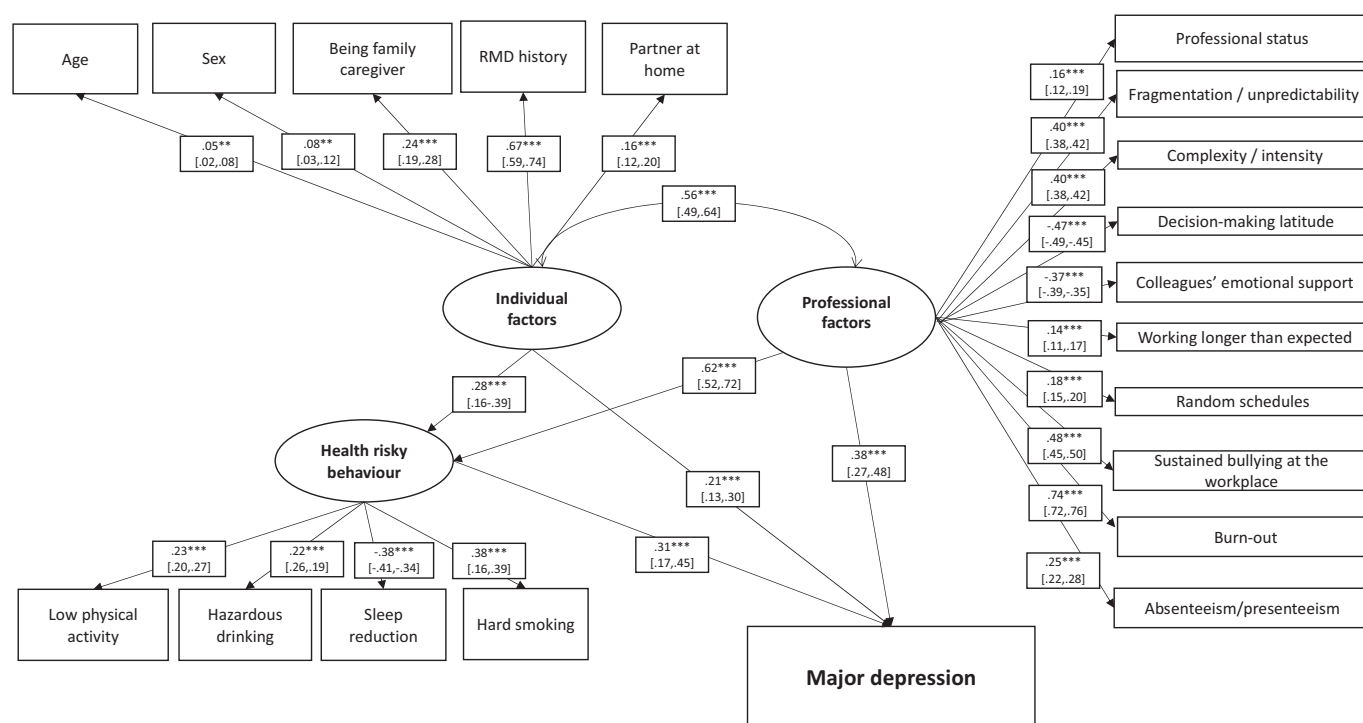 Age
Sex
Being family
caregiver
RMD history
Partner at
home
.05**
[.02,.08]
.08**
[.03,.12]
.24***
[.19,.28]
.67***
[.59,.74]
.16***
[.12,.20]
.56***
[.49,.64]
Individual
factors
Professional
factors
.28***
[.16-.39]
.62***
[.52,.72]
Health risky
behaviour
.21***
[.13,.30]
.38***
[.27,.48]
.31***
[.17,.45]
.23***
[.20,.27]
.22***
[.26,.19]
-.38***
[-.41,-.34]
.38***
[.16,.39]
Low physical
activity
Hazardous
drinking
Sleep
reduction
Hard smoking
Major depression
.16***
[.12,.19]
.40***
[.38,.42]
.40***
[.38,.42]
-.47***
[-.49,-.45]
-.37***
[-.39,-.35]
.14***
[.11,.17]
.18***
[.15,.20]
.48***
[.45,.50]
.74***
[.72,.76]
.25***
[.22,.28]
Professional status
Fragmentation / unpredictability
Complexity / intensity
Decision-making latitude
Colleagues’ emotional support
Working longer than expected
Random schedules
Sustained bullying at the
workplace
Burn-out
Absenteeism/presenteeism